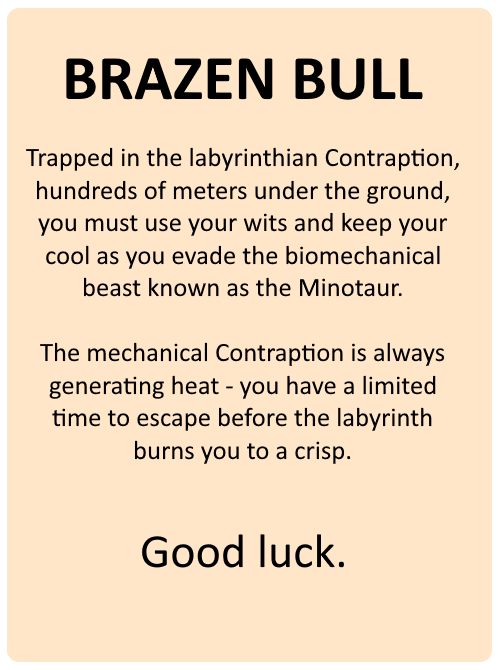 BRAZEN BULL
Trapped in the labyrinthian Contraption,
hundreds of meters under the ground,
you must use your wits and keep your
cool as you evade the biomechanical
beast known as the Minotaur.
The mechanical Contraption is always
generating heat - you have a limited
time to escape before the labyrinth
burns you to a crisp.
Good luck.